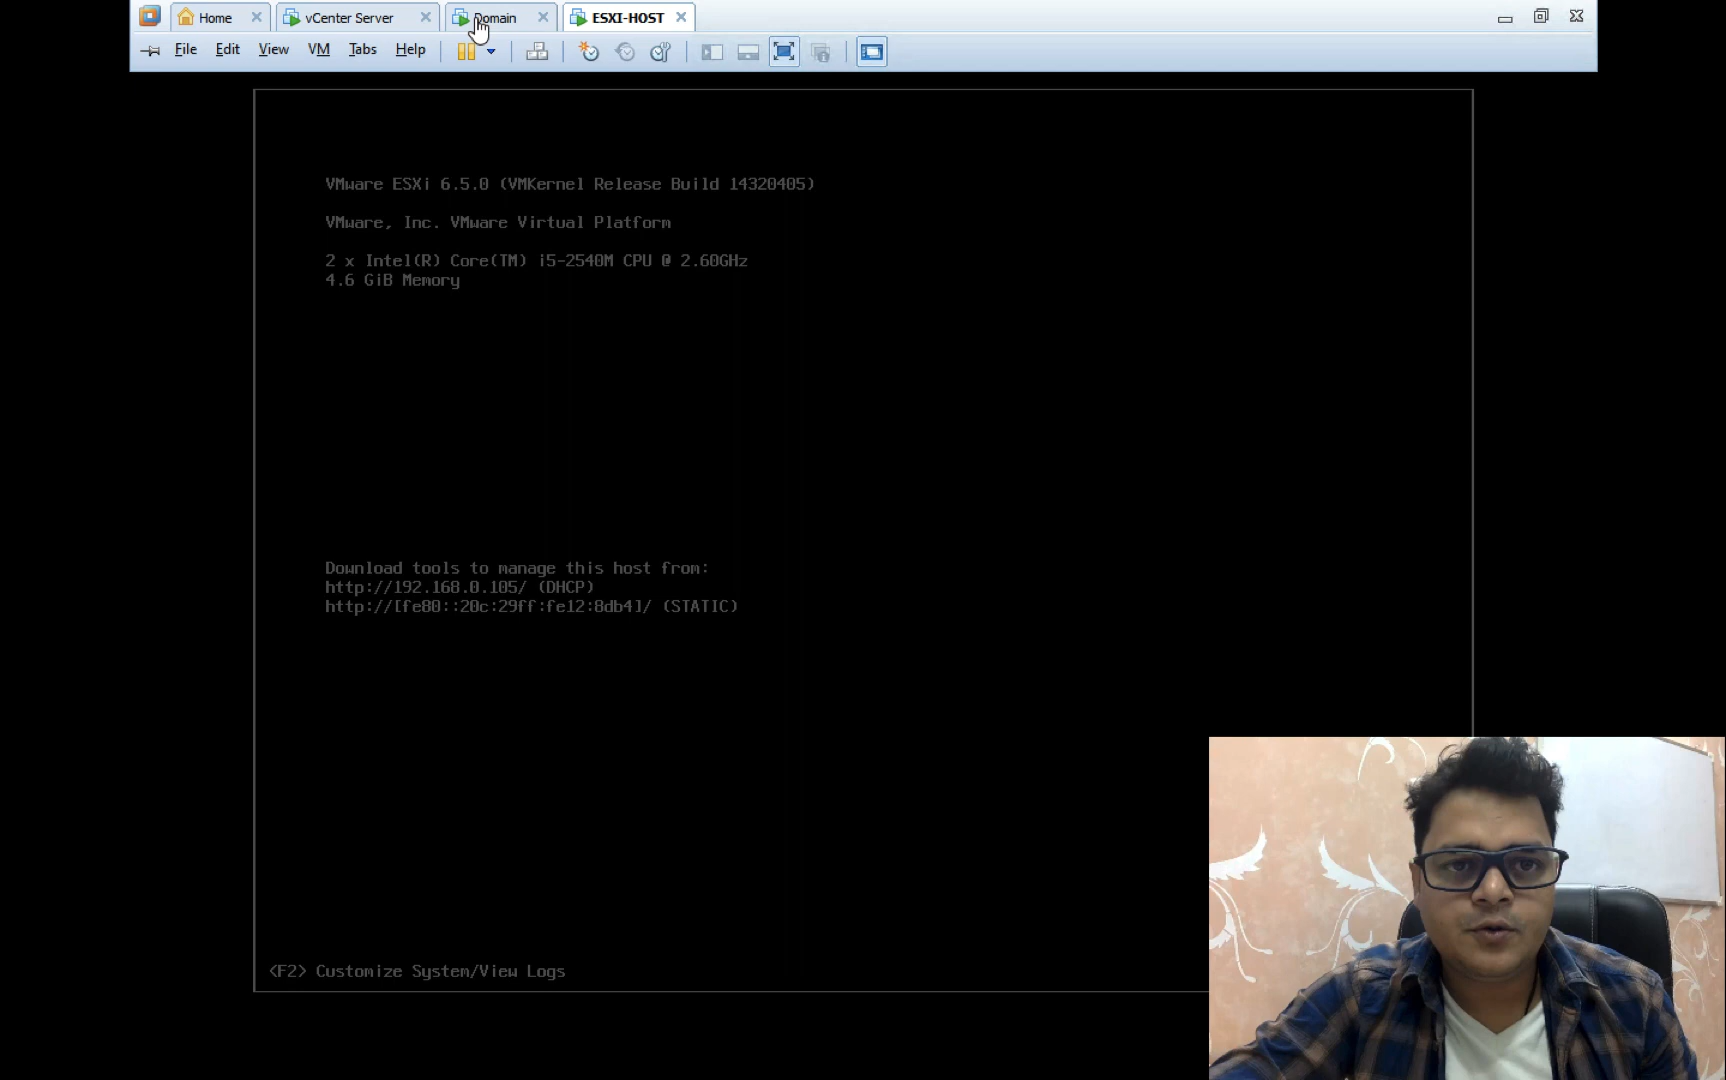 Home vCenter Server Domain ESXI-HOST
File Edit View VM Tabs Help
VMware ESXi 6.5.0 (VMKernel Release Build 14320405)
VMware, Inc. VMware Virtual Platform
2 x Intel(R) Core(TM) i5-2540M CPU @ 2.60GHz
4.6 GiB Memory
Download tools to manage this host from:
http://192.168.0.105/ (DHCP)
http://[fe80::20c:29ff:fe12:8db4]/ (STATIC)
<F2> Customize System/View Logs